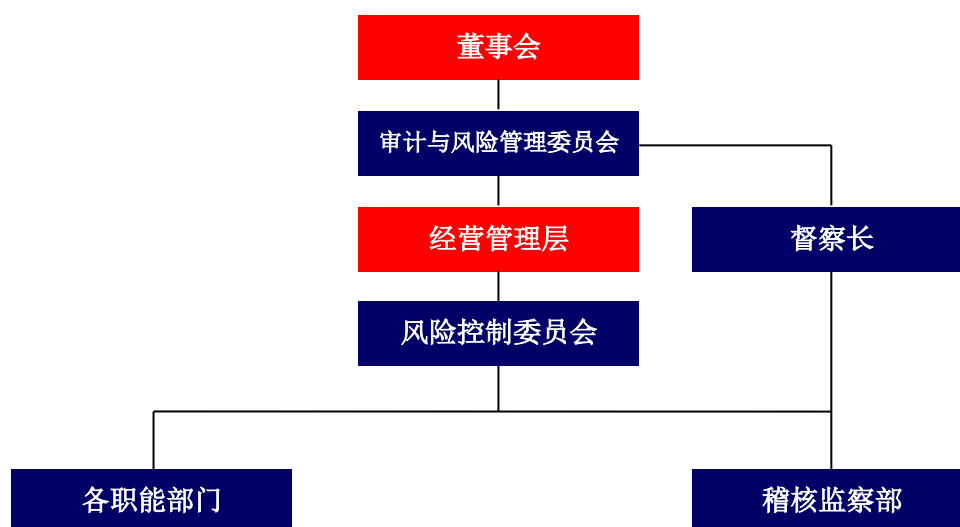 董事会
审计与风险管理委员会
经营管理层
督察长
风险控制委员会
各职能部门
稽核监察部